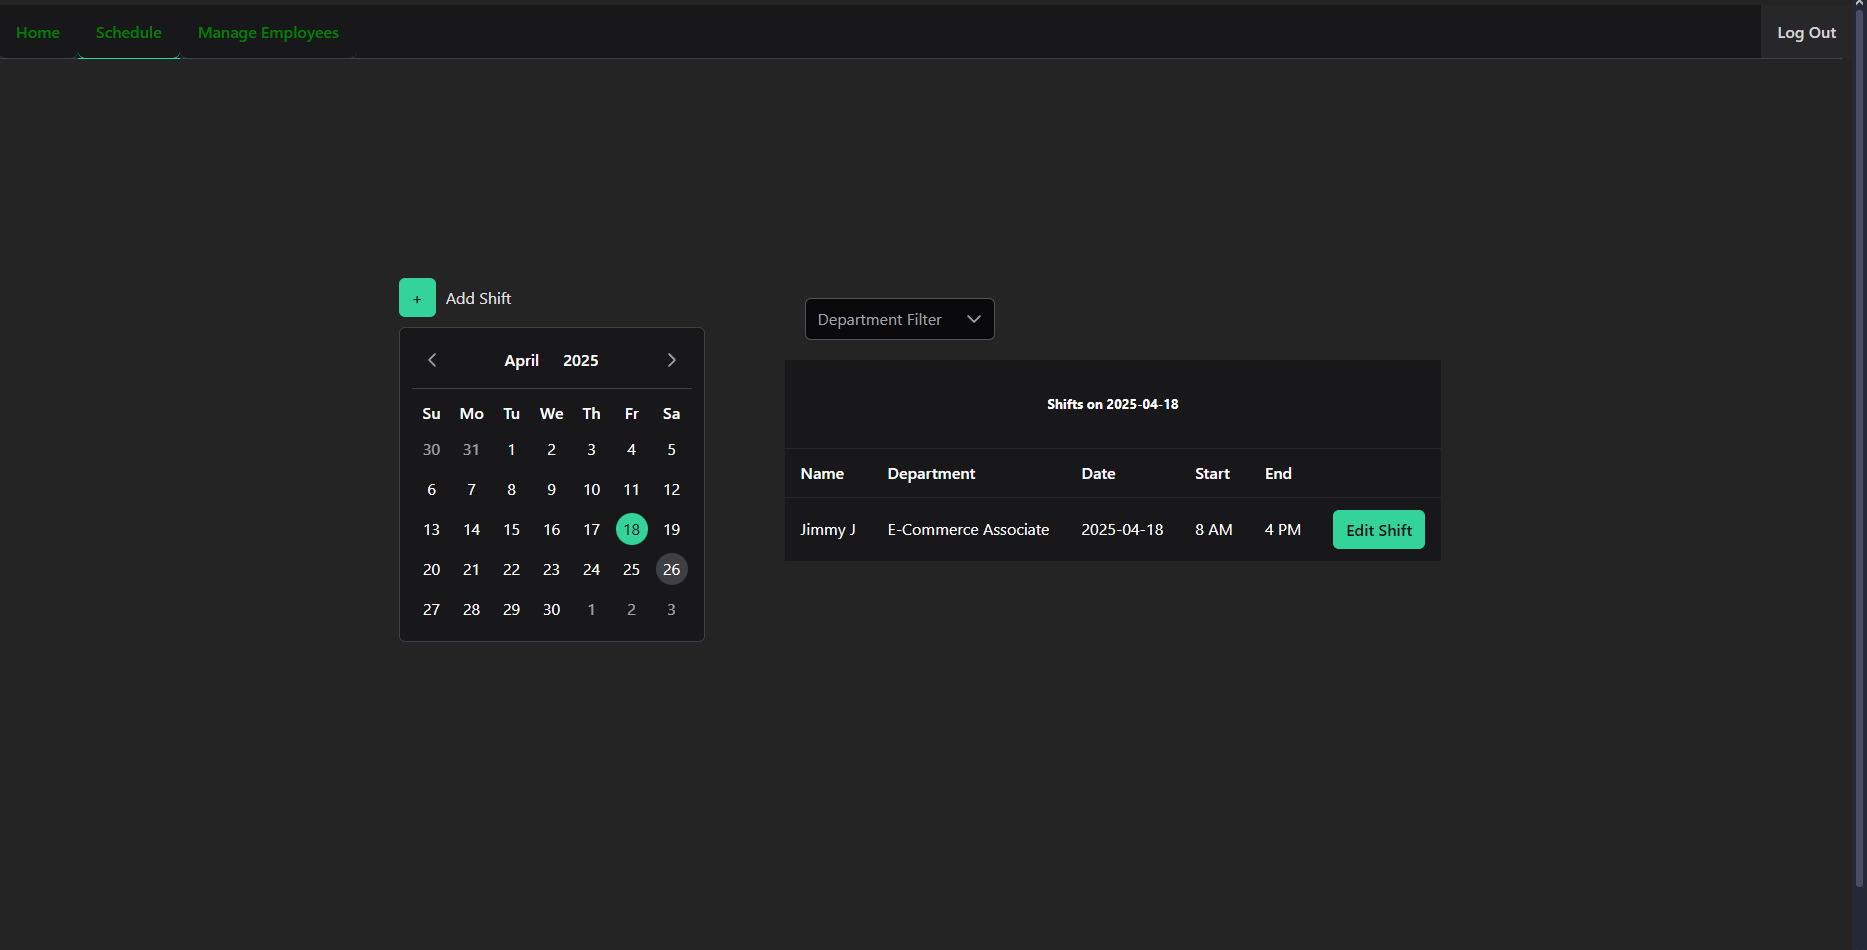 Home Schedule Manage Employees Log Out
+ Add Shift
Department Filter
April 2025
Su Mo Tu We Th Fr Sa
30 31 1 2 3 4 5
6 7 8 9 10 11 12
13 14 15 16 17 18 19
20 21 22 23 24 25 26
27 28 29 30 1 2 3
Shifts on 2025-04-18
Name Department Date Start End
Jimmy J E-Commerce Associate 2025-04-18 8 AM 4 PM Edit Shift